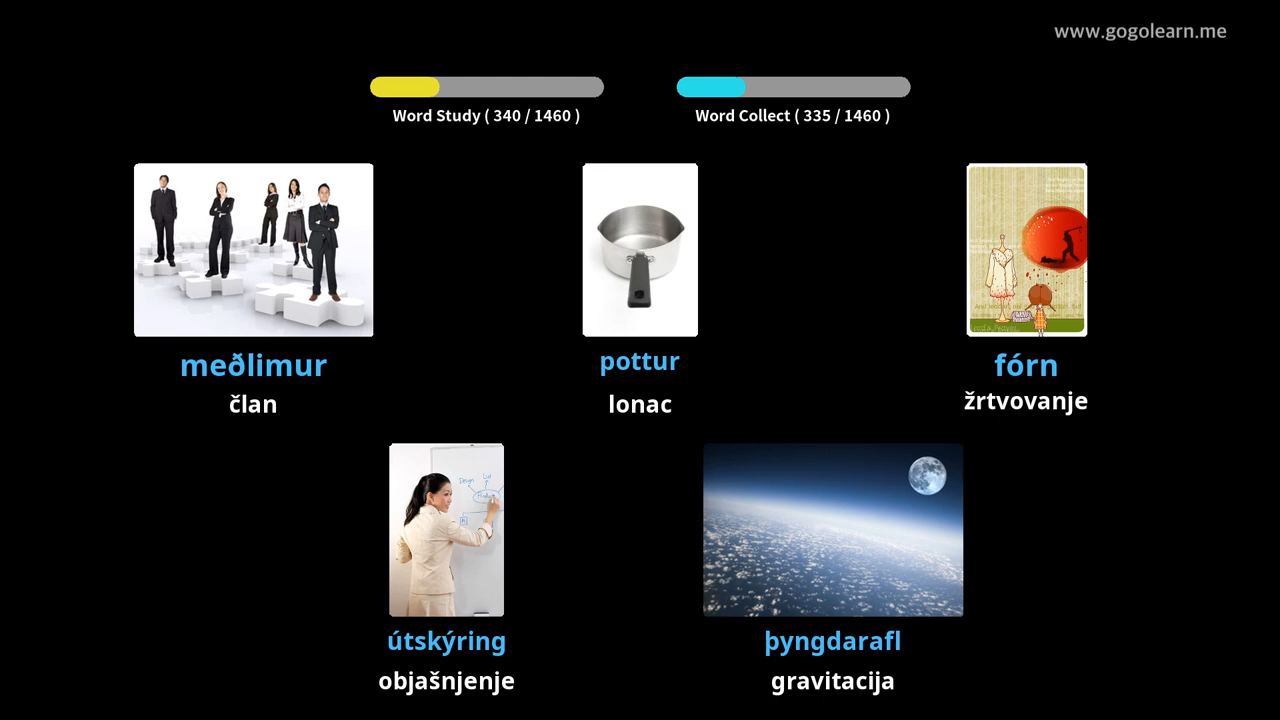 www.gogolearn.me
Word Study ( 340 / 1460 )
Word Collect ( 335 / 1460 )
meðlimur
član
pottur
lonac
fórn
žrtvovanje
Design
útskýring
objašnjenje
þyngdarafl
gravitacija